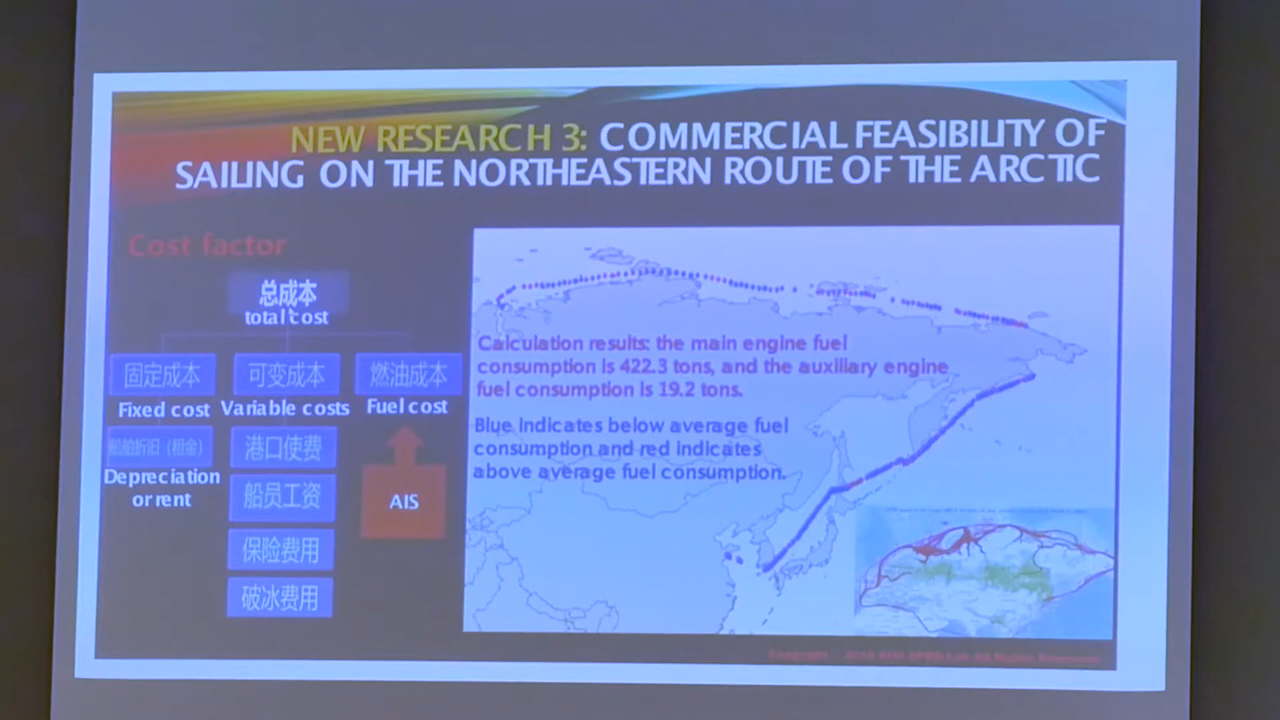 NEW RESEARCH 3: COMMERCIAL FEASIBILITY OF
SAILING ON THE NORTHEASTERN ROUTE OF THE ARCTIC
Cost factor
总成本
total cost
固定成本
可变成本
燃油成本
Fixed cost
Variable costs
Fuel cost
船舶折旧（租金）
Depreciation
or rent
港口使费
船员工资
保险费用
破冰费用
AIS
Calculation results: the main engine fuel
consumption is 422.3 tons, and the auxiliary engine
fuel consumption is 19.2 tons.
Blue indicates below average fuel
consumption and red indicates
above average fuel consumption.
Copyright